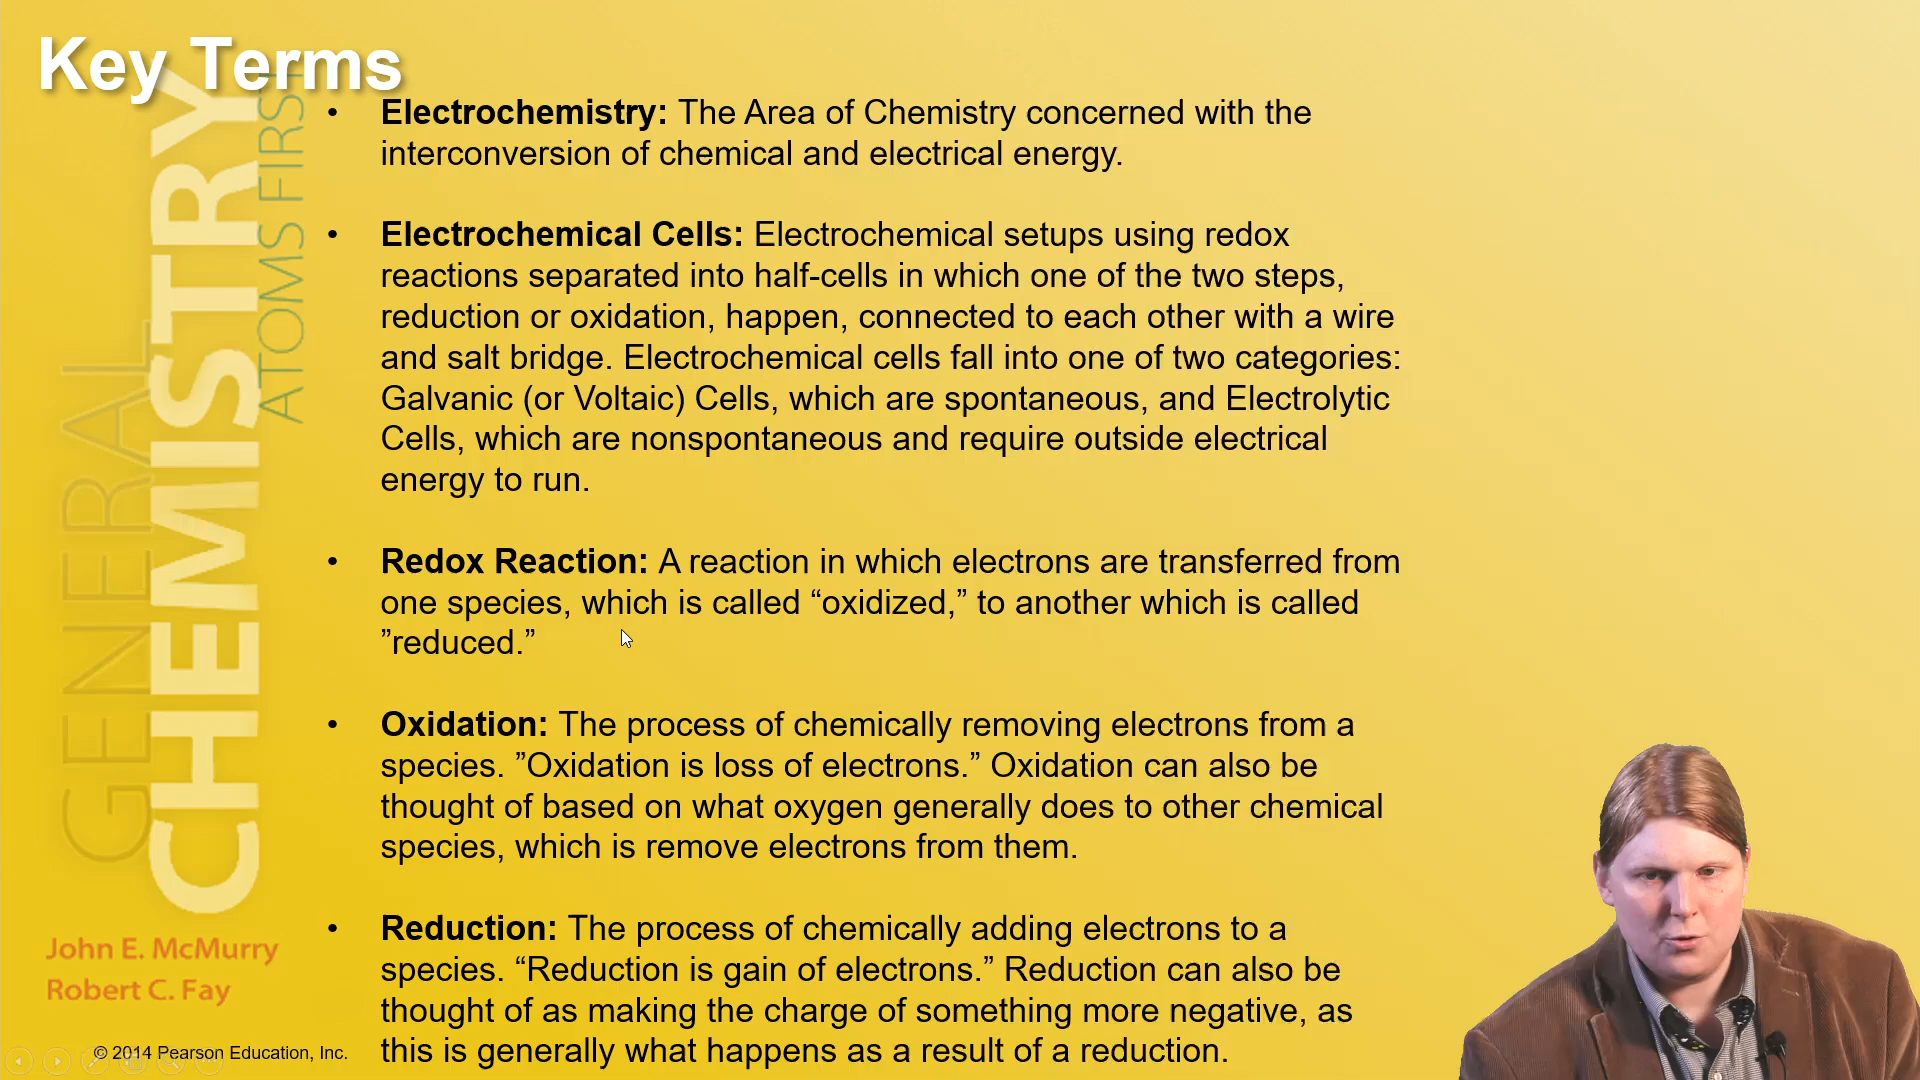 Key Terms
GENERAL
CHEMISTRY
ATOMS FIRST
John E. McMurry
Robert C. Fay
© 2014 Pearson Education, Inc.
• Electrochemistry: The Area of Chemistry concerned with the
interconversion of chemical and electrical energy.
• Electrochemical Cells: Electrochemical setups using redox
reactions separated into half-cells in which one of the two steps,
reduction or oxidation, happen, connected to each other with a wire
and salt bridge. Electrochemical cells fall into one of two categories:
Galvanic (or Voltaic) Cells, which are spontaneous, and Electrolytic
Cells, which are nonspontaneous and require outside electrical
energy to run.
• Redox Reaction: A reaction in which electrons are transferred from
one species, which is called “oxidized,” to another which is called
”reduced.”
• Oxidation: The process of chemically removing electrons from a
species. ”Oxidation is loss of electrons.” Oxidation can also be
thought of based on what oxygen generally does to other chemical
species, which is remove electrons from them.
• Reduction: The process of chemically adding electrons to a
species. “Reduction is gain of electrons.” Reduction can also be
thought of as making the charge of something more negative, as
this is generally what happens as a result of a reduction.